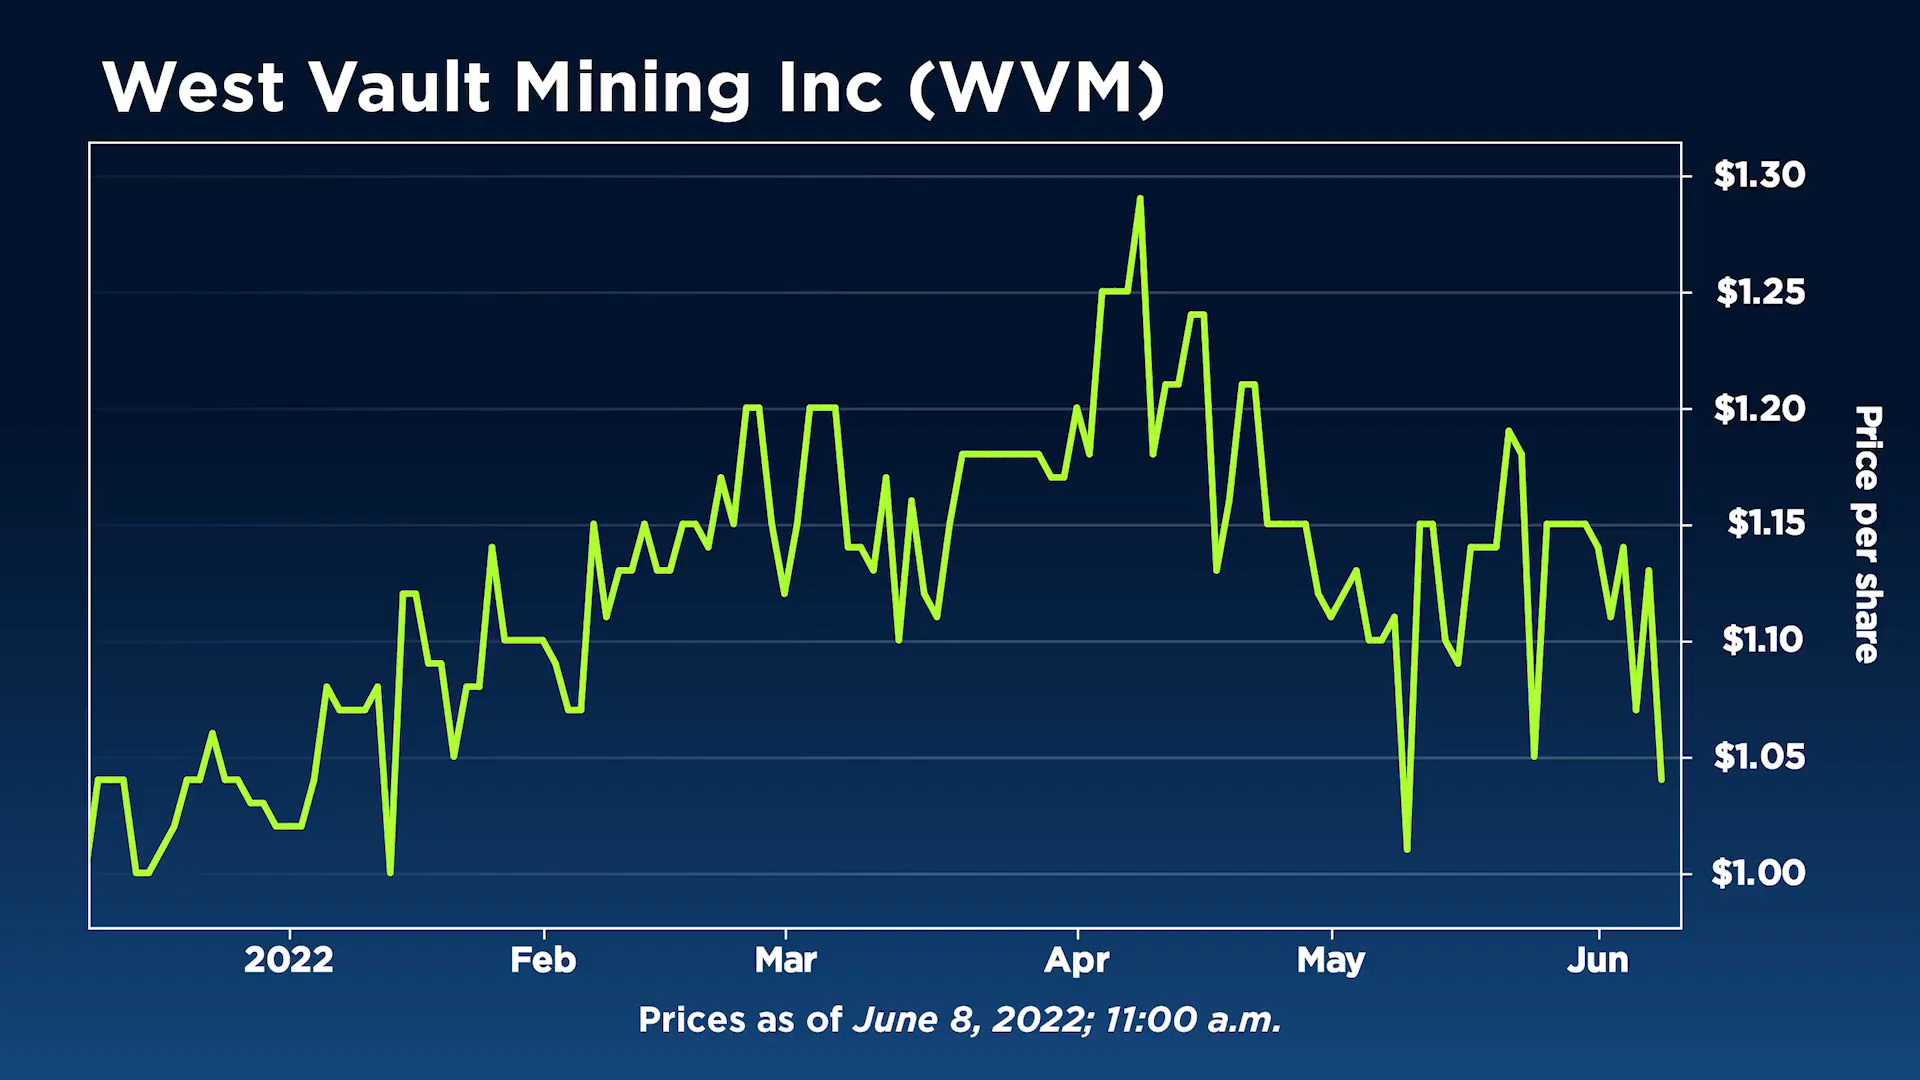 West Vault Mining Inc (WVM)
$1.30
$1.25
$1.20
$1.15
$1.10
$1.05
$1.00
Price per share
2022 Feb Mar Apr May Jun
Prices as of June 8, 2022; 11:00 a.m.